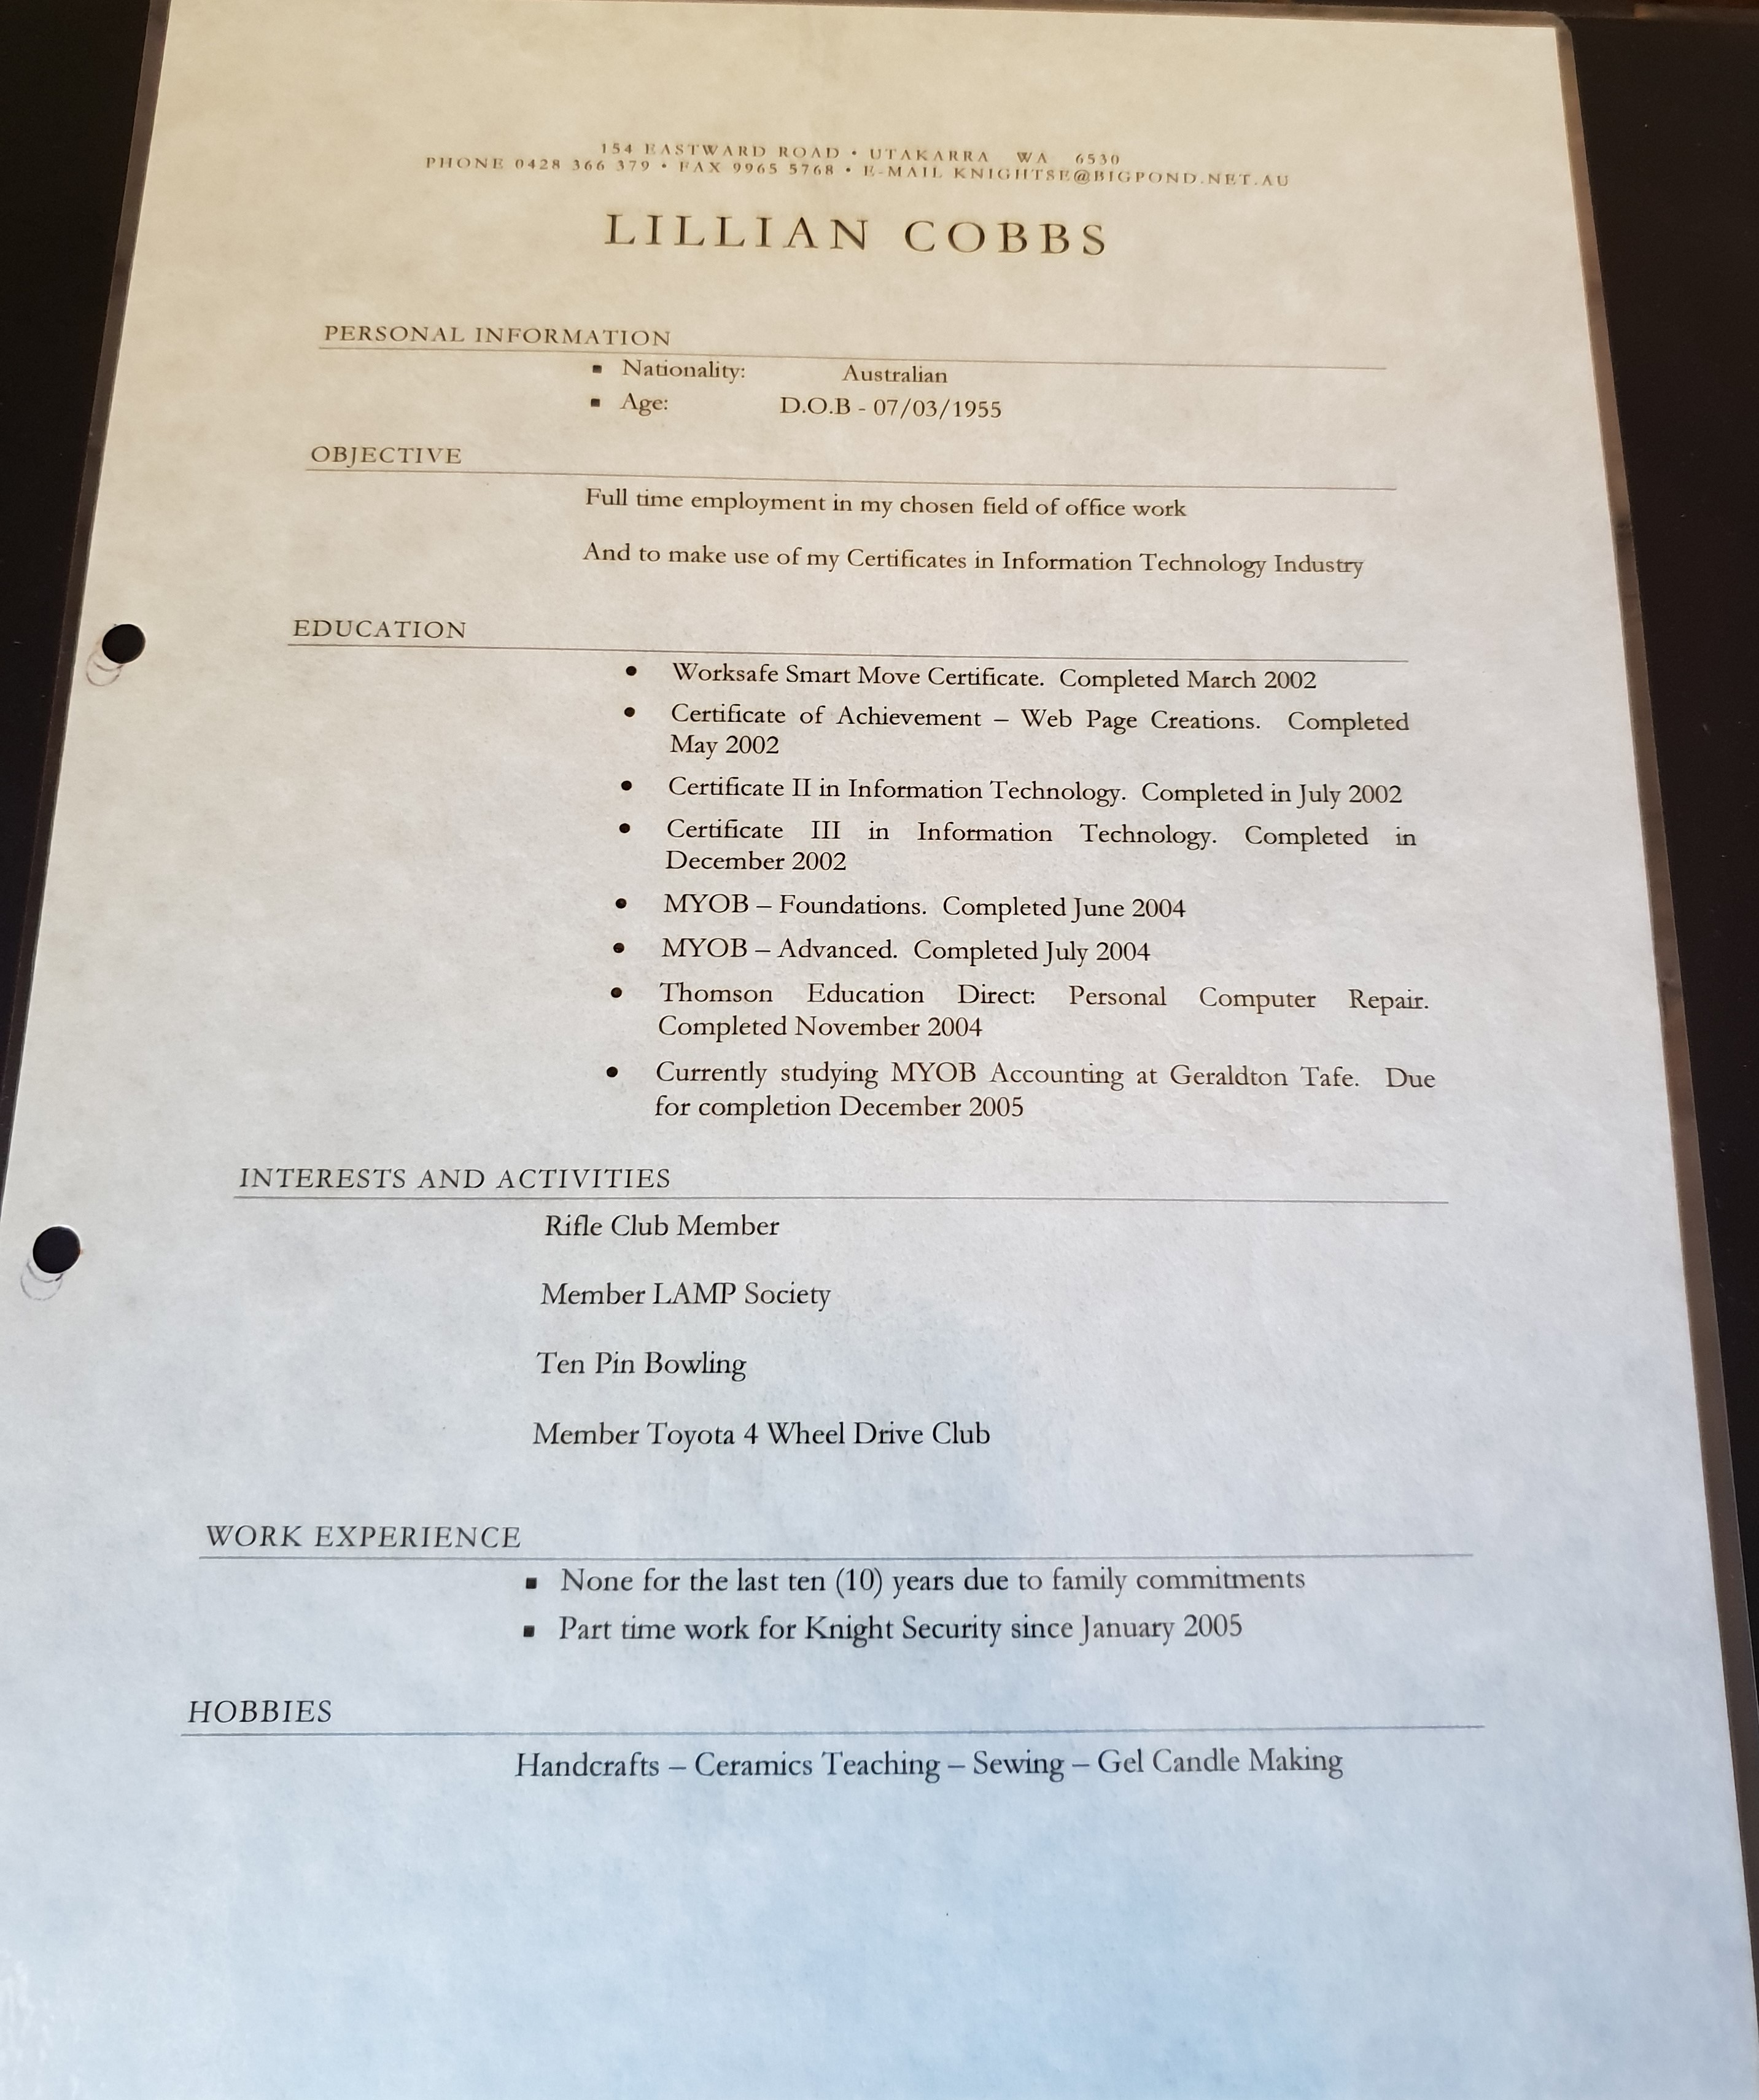 154 EASTWARD ROAD • UTAKARRA WA 6530
PHONE 0428 366 379 • FAX 9965 5768 • E-MAIL KNIGHTSE@BIGPOND.NET.AU
LILLIAN COBBS
PERSONAL INFORMATION
▪ Nationality: Australian
▪ Age: D.O.B - 07/03/1955
OBJECTIVE
Full time employment in my chosen field of office work
And to make use of my Certificates in Information Technology Industry
EDUCATION
• Worksafe Smart Move Certificate. Completed March 2002
• Certificate of Achievement – Web Page Creations. Completed
May 2002
• Certificate II in Information Technology. Completed in July 2002
• Certificate III in Information Technology. Completed in
December 2002
• MYOB – Foundations. Completed June 2004
• MYOB – Advanced. Completed July 2004
• Thomson Education Direct: Personal Computer Repair.
Completed November 2004
• Currently studying MYOB Accounting at Geraldton Tafe. Due
for completion December 2005
INTERESTS AND ACTIVITIES
Rifle Club Member
Member LAMP Society
Ten Pin Bowling
Member Toyota 4 Wheel Drive Club
WORK EXPERIENCE
▪ None for the last ten (10) years due to family commitments
▪ Part time work for Knight Security since January 2005
HOBBIES
Handcrafts – Ceramics Teaching – Sewing – Gel Candle Making